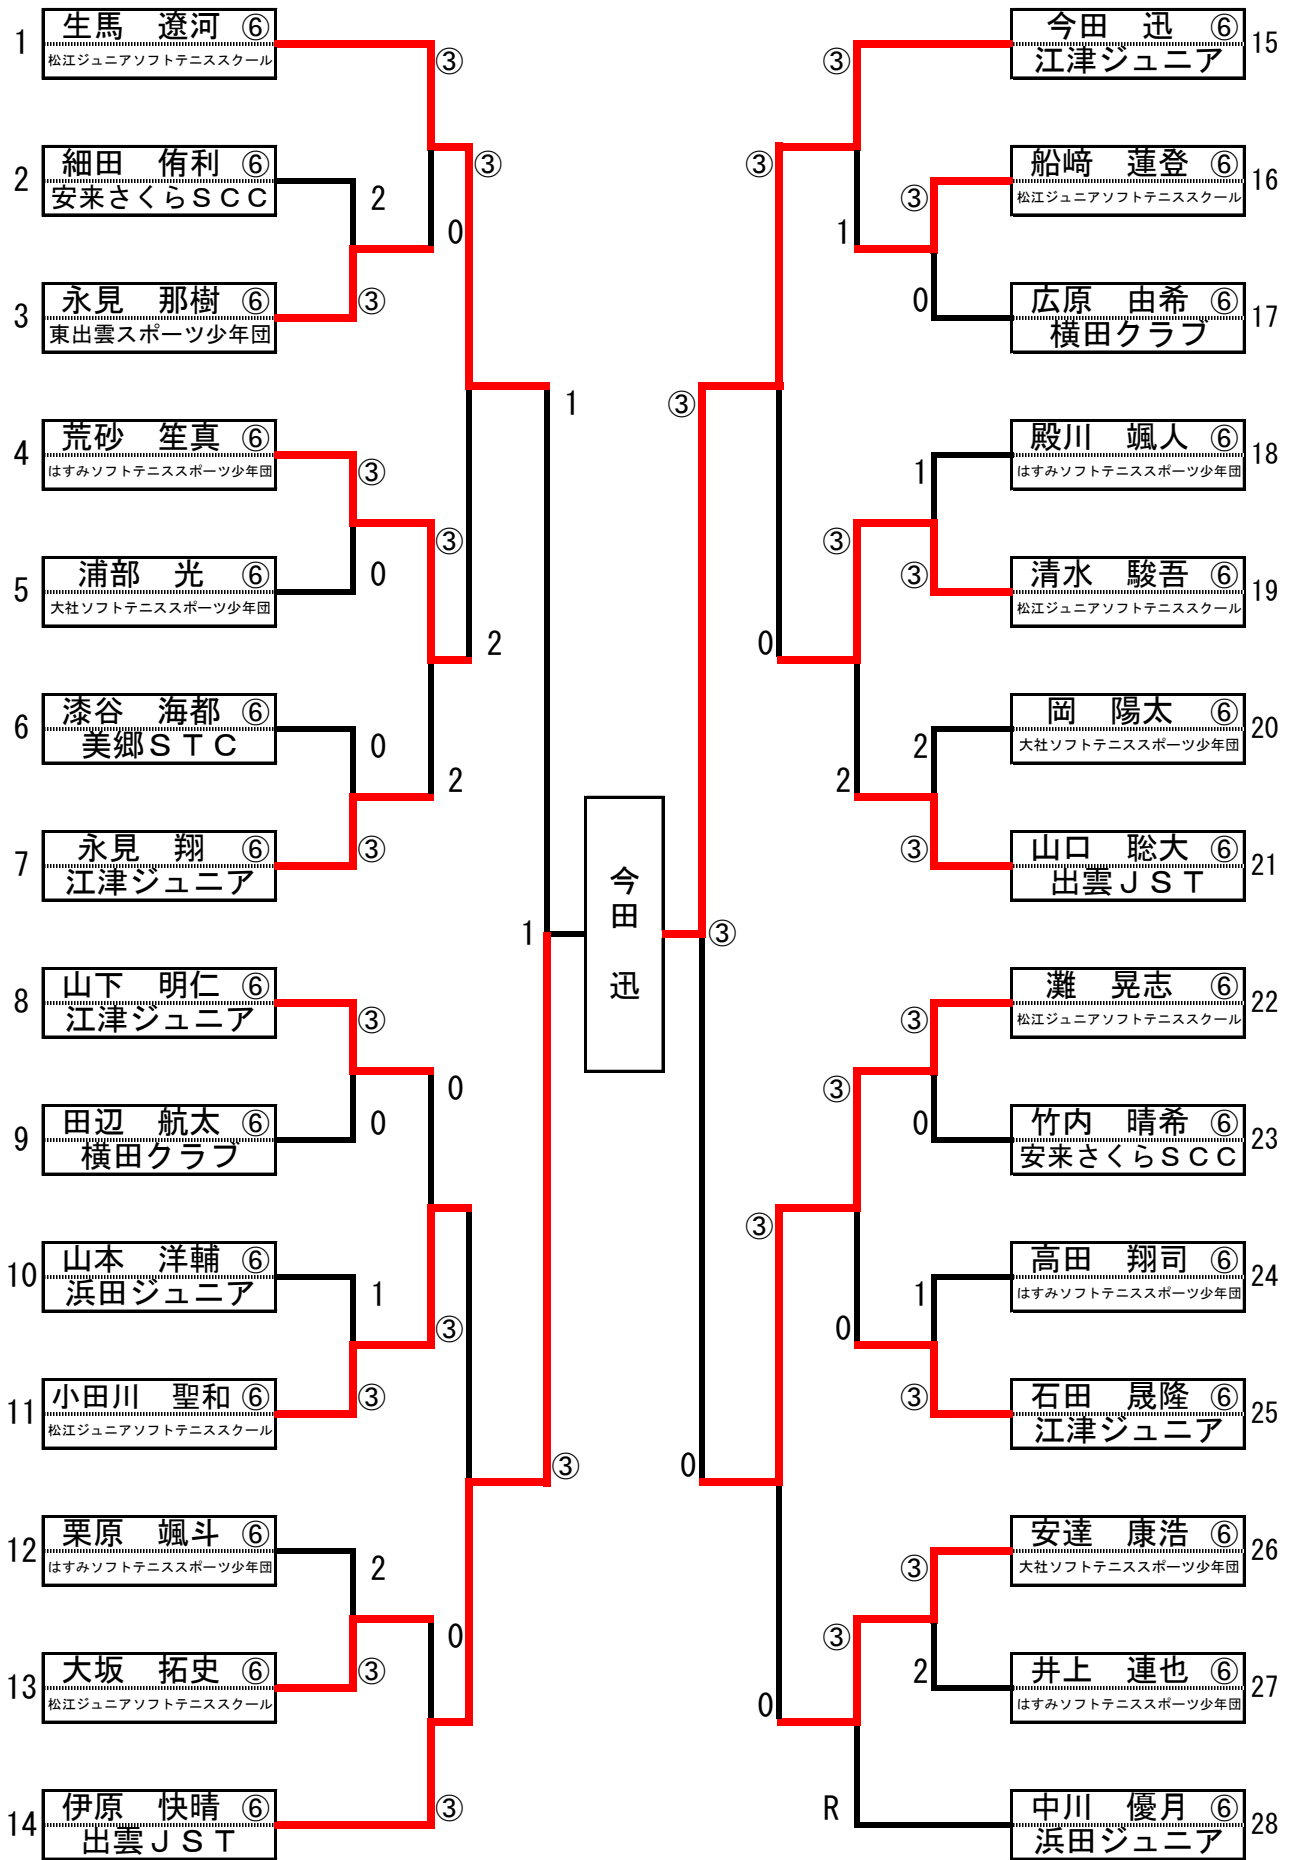 1
生馬　遼河 ⑥
松江ジュニアソフトテニススクール
③
③
2
細田　侑利 ⑥
安来さくらＳＣＣ
2
0
3
永見　那樹 ⑥
東出雲スポーツ少年団
③
1
4
荒砂　笙真 ⑥
はすみソフトテニススポーツ少年団
③
③
5
浦部　光 ⑥
大社ソフトテニススポーツ少年団
0
2
6
漆谷　海都 ⑥
美郷ＳＴＣ
0
2
7
永見　翔 ⑥
江津ジュニア
③
1
8
山下　明仁 ⑥
江津ジュニア
③
0
9
田辺　航太 ⑥
横田クラブ
0
10
山本　洋輔 ⑥
浜田ジュニア
1
③
11
小田川　聖和 ⑥
松江ジュニアソフトテニススクール
③
③
12
栗原　颯斗 ⑥
はすみソフトテニススポーツ少年団
2
0
13
大坂　拓史 ⑥
松江ジュニアソフトテニススクール
③
14
伊原　快晴 ⑥
出雲ＪＳＴ
③
今田　迅
15
今田　迅 ⑥
江津ジュニア
③
③
16
船﨑　蓮登 ⑥
松江ジュニアソフトテニススクール
③
1
17
広原　由希 ⑥
横田クラブ
0
③
18
殿川　颯人 ⑥
はすみソフトテニススポーツ少年団
1
③
19
清水　駿吾 ⑥
松江ジュニアソフトテニススクール
③
0
20
岡　陽太 ⑥
大社ソフトテニススポーツ少年団
2
2
21
山口　聡大 ⑥
出雲ＪＳＴ
③
③
22
灘　晃志 ⑥
松江ジュニアソフトテニススクール
③
③
23
竹内　晴希 ⑥
安来さくらＳＣＣ
0
③
24
高田　翔司 ⑥
はすみソフトテニススポーツ少年団
1
0
25
石田　晟隆 ⑥
江津ジュニア
③
0
26
安達　康浩 ⑥
大社ソフトテニススポーツ少年団
③
③
27
井上　連也 ⑥
はすみソフトテニススポーツ少年団
2
0
28
中川　優月 ⑥
浜田ジュニア
R